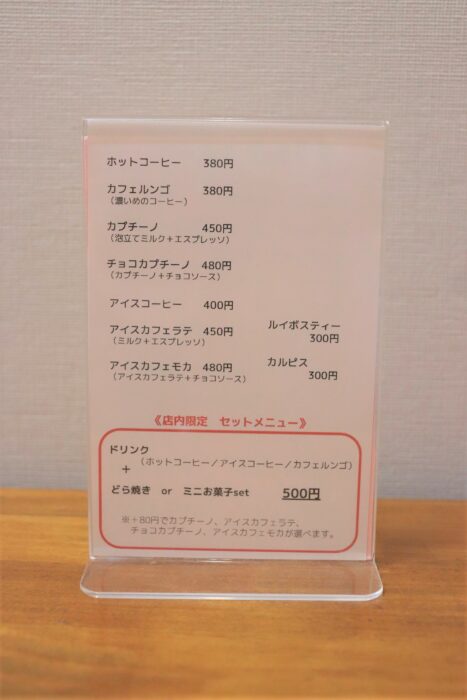 ホットコーヒー 380円
カフェルンゴ 380円
（濃いめのコーヒー）
カプチーノ 450円
（泡立てミルク＋エスプレッソ）
チョコカプチーノ 480円
（カプチーノ＋チョコソース）
アイスコーヒー 400円
アイスカフェラテ 450円
（ミルク＋エスプレッソ）
アイスカフェモカ 480円
（アイスカフェラテ＋チョコソース）
ルイボスティー
300円
カルピス
300円
《店内限定 セットメニュー》
ドリンク
（ホットコーヒー／アイスコーヒー／カフェルンゴ）
＋
どら焼き or ミニお菓子set 500円
※＋80円でカプチーノ、アイスカフェラテ、
チョコカプチーノ、アイスカフェモカが選べます。